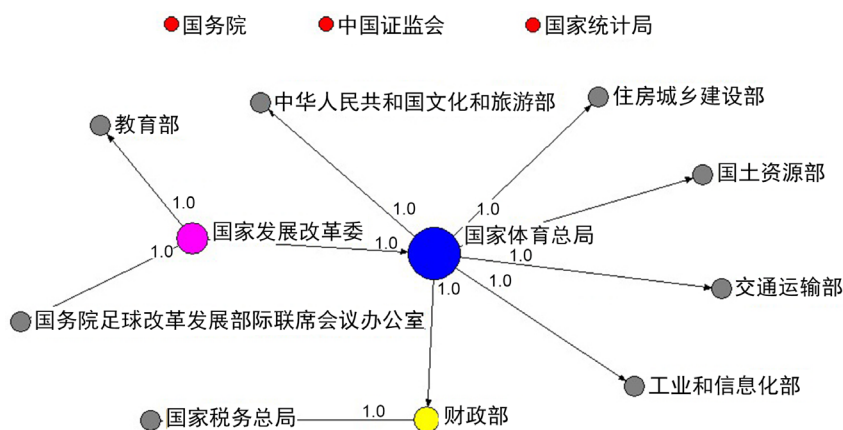 国务院
中国证监会
国家统计局
中华人民共和国文化和旅游部
住房城乡建设部
教育部
国土资源部
1.0
1.0
1.0
国家发展改革委
国家体育总局
1.0
1.0
1.0
1.0
1.0
交通运输部
国务院足球改革发展部际联席会议办公室
工业和信息化部
国家税务总局
1.0
财政部